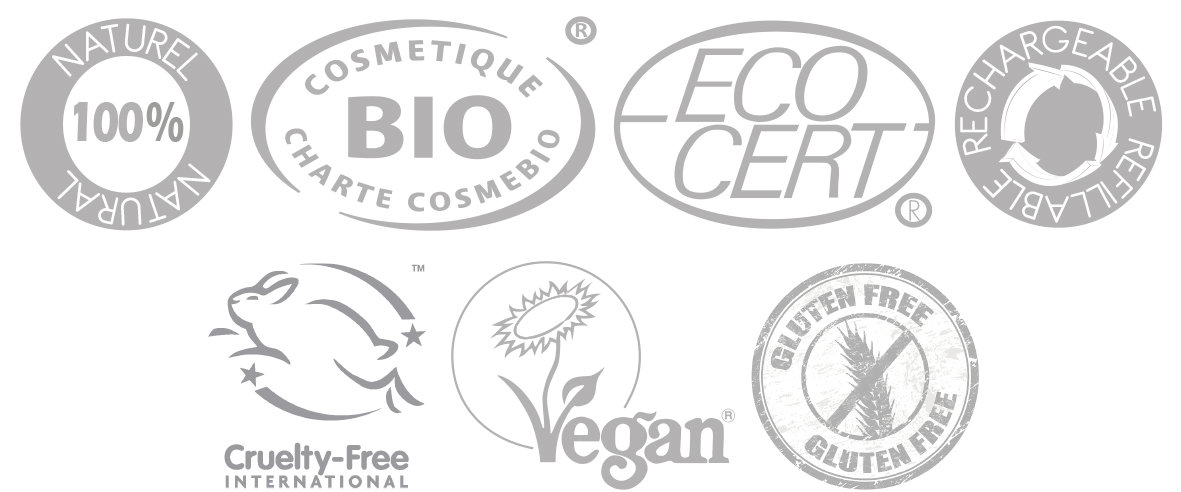 NATUREL
100%
NATURAL
COSMETIQUE
BIO
CHARTE COSMEBIO
®
ECO
CERT
®
RECHARGEABLE REFILLABLE
Cruelty-Free
INTERNATIONAL
™
Vegan®
GLUTEN FREE
GLUTEN FREE